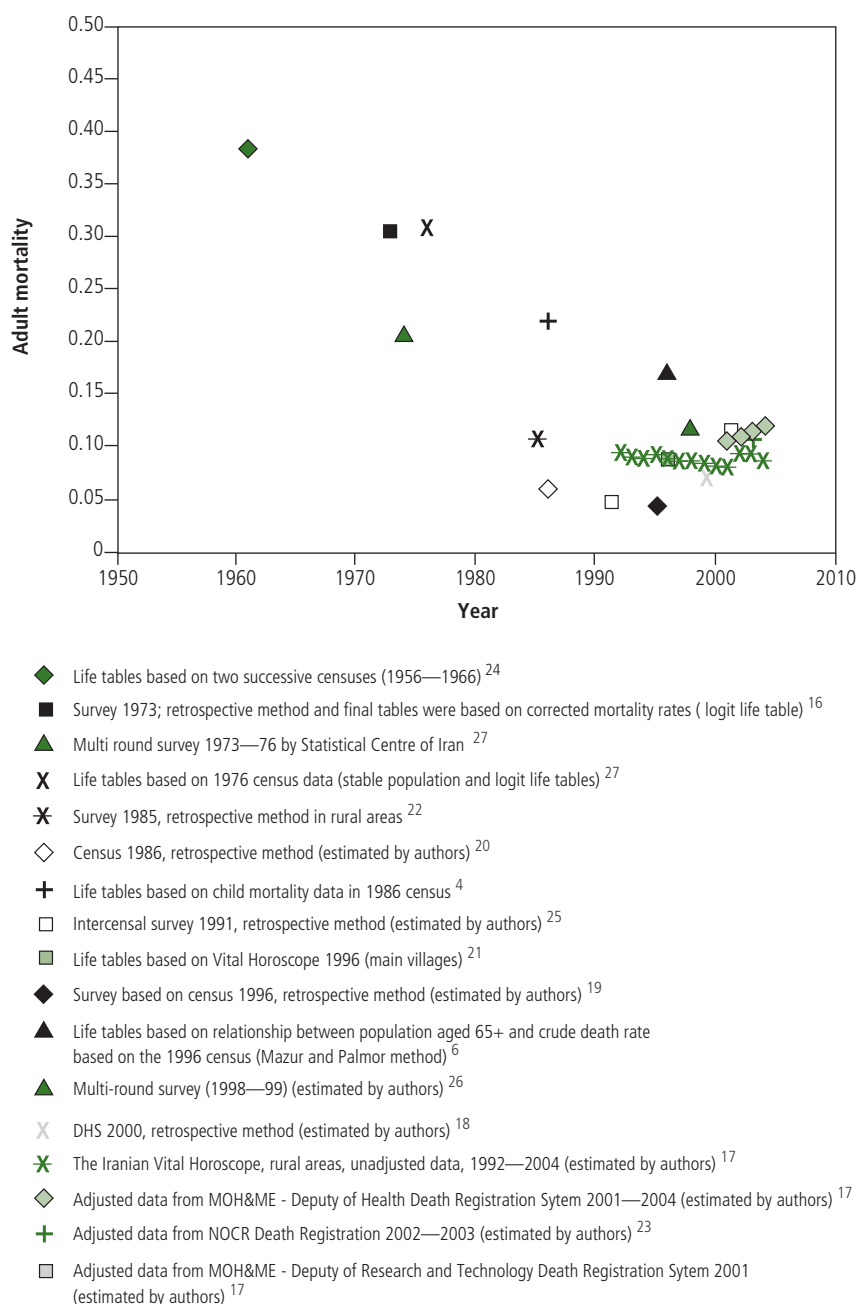 0.50
0.45
0.40
0.35
0.30
0.25
0.20
0.15
0.10
0.05
0
Adult mortality
1950 1960 1970 1980 1990 2000 2010
Year
Life tables based on two successive censuses (1956—1966) 24
Survey 1973; retrospective method and final tables were based on corrected mortality rates ( logit life table) 16
Multi round survey 1973—76 by Statistical Centre of Iran 27
Life tables based on 1976 census data (stable population and logit life tables) 27
Survey 1985, retrospective method in rural areas 22
Census 1986, retrospective method (estimated by authors) 20
Life tables based on child mortality data in 1986 census 4
Intercensal survey 1991, retrospective method (estimated by authors) 25
Life tables based on Vital Horoscope 1996 (main villages) 21
Survey based on census 1996, retrospective method (estimated by authors) 19
Life tables based on relationship between population aged 65+ and crude death rate
based on the 1996 census (Mazur and Palmor method) 6
Multi-round survey (1998—99) (estimated by authors) 26
DHS 2000, retrospective method (estimated by authors) 18
The Iranian Vital Horoscope, rural areas, unadjusted data, 1992—2004 (estimated by authors) 17
Adjusted data from MOH&ME - Deputy of Health Death Registration Sytem 2001—2004 (estimated by authors) 17
Adjusted data from NOCR Death Registration 2002—2003 (estimated by authors) 23
Adjusted data from MOH&ME - Deputy of Research and Technology Death Registration Sytem 2001
(estimated by authors) 17